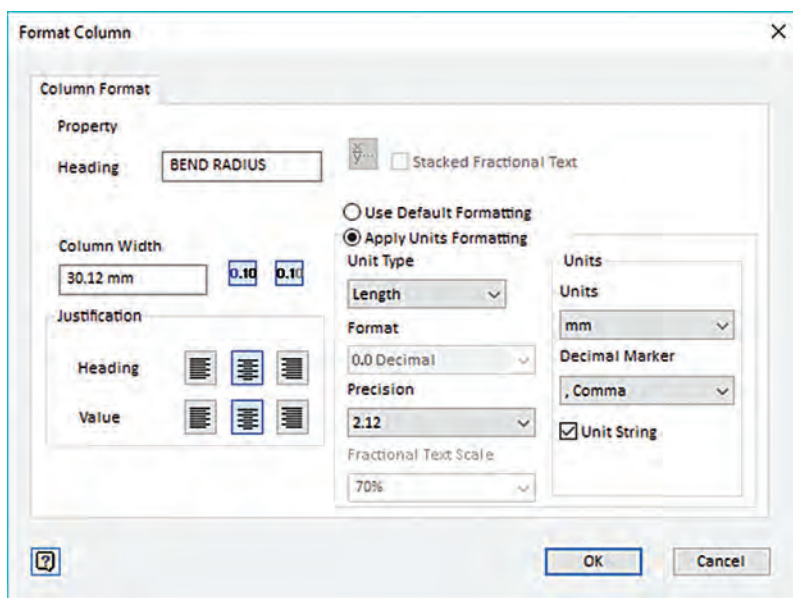 Format Column
Column Format
Property
Heading
BEND RADIUS
Stacked Fractional Text
Use Default Formatting
Apply Units Formatting
Column Width
30.12 mm
0.10
0.10
Justification
Heading
Value
Unit Type
Length
Format
0.0 Decimal
Precision
2.12
Fractional Text Scale
70%
Units
Units
mm
Decimal Marker
, Comma
Unit String
?
OK
Cancel